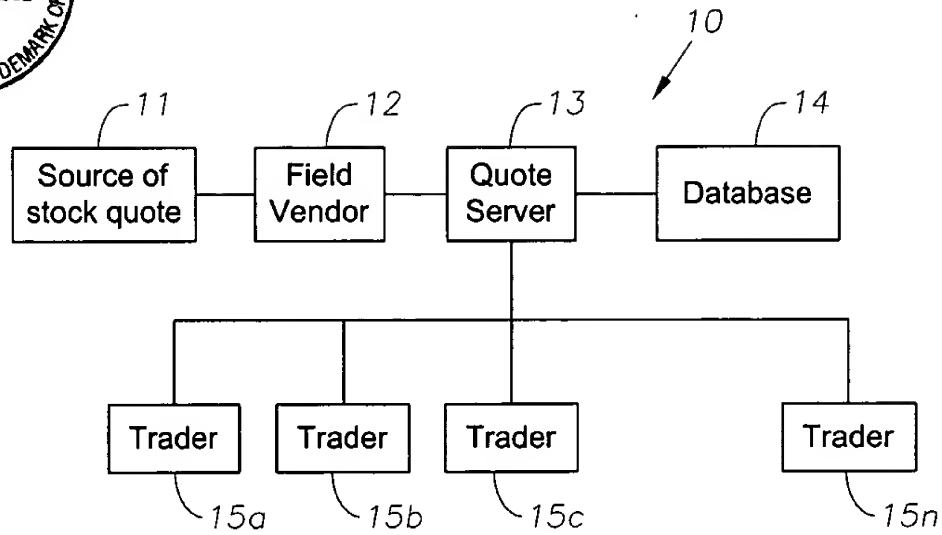 DEMARK
10
11
12
13
14
Source of
stock quote
Field
Vendor
Quote
Server
Database
Trader
Trader
Trader
Trader
15a
15b
15c
15n